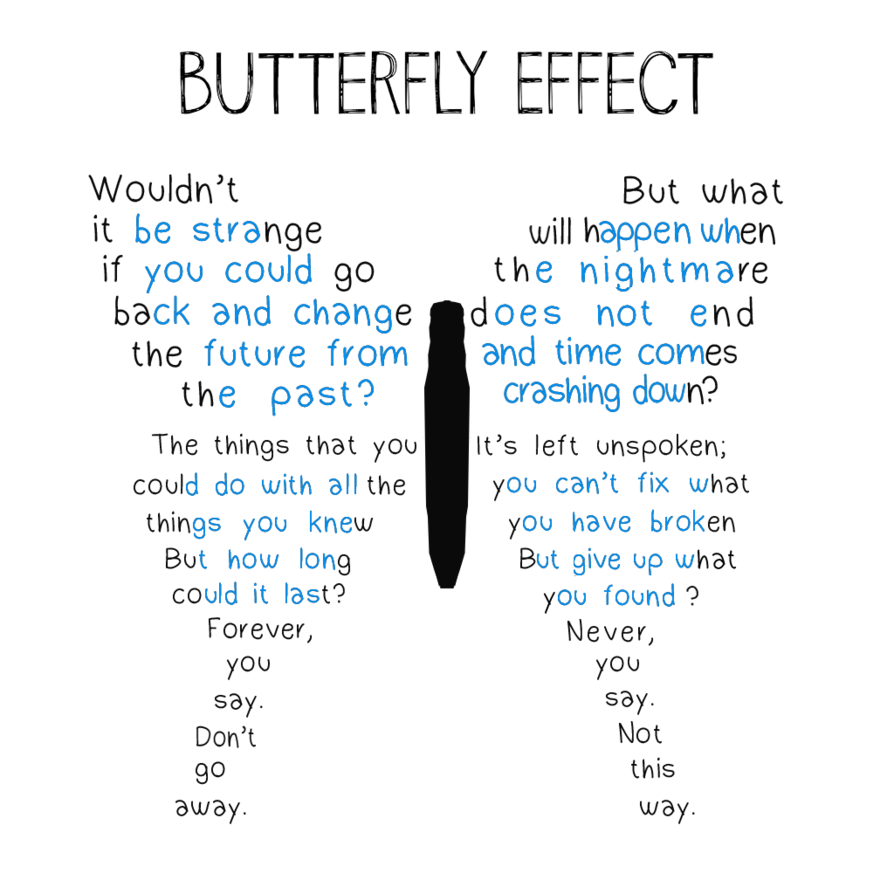 BUTTERFLY EFFECT
Wouldn't
it be strange
if you could go
back and change
the future from
the past?
The things that you
could do with all the
things you knew
But how long
could it last?
Forever,
you
say.
Don't
go
away.
But what
will happen when
the nightmare
does not end
and time comes
crashing down?
It's left unspoken;
you can't fix what
you have broken
But give up what
you found ?
Never,
you
say.
Not
this
way.